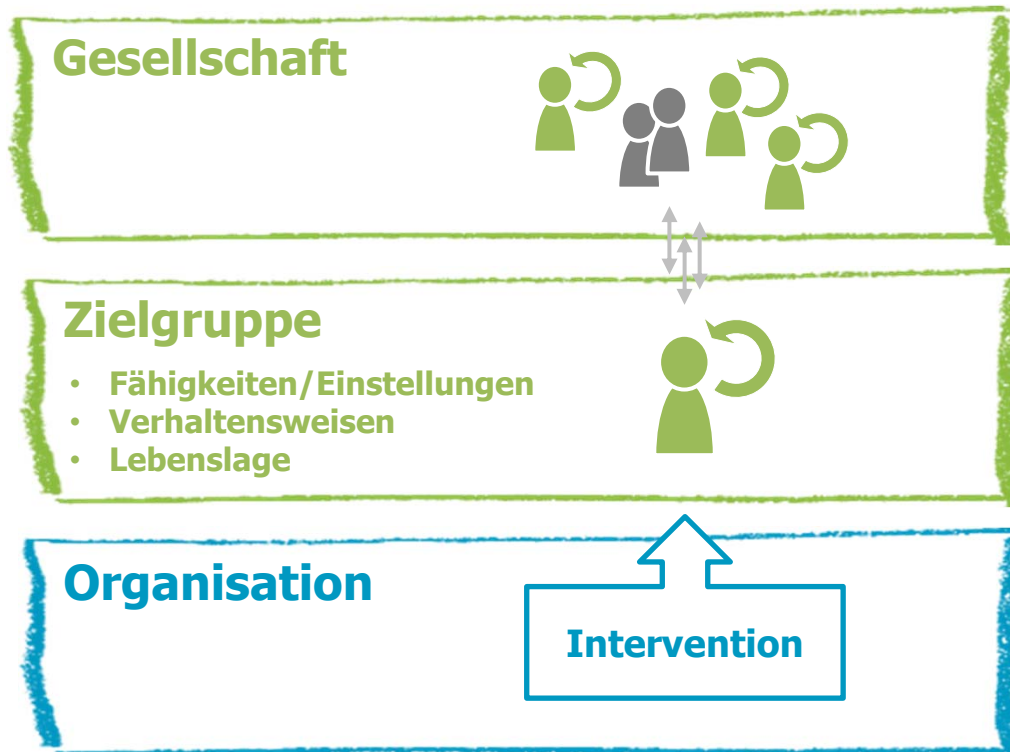 Gesellschaft
Zielgruppe
• Fähigkeiten/Einstellungen
• Verhaltensweisen
• Lebenslage
Organisation
Intervention